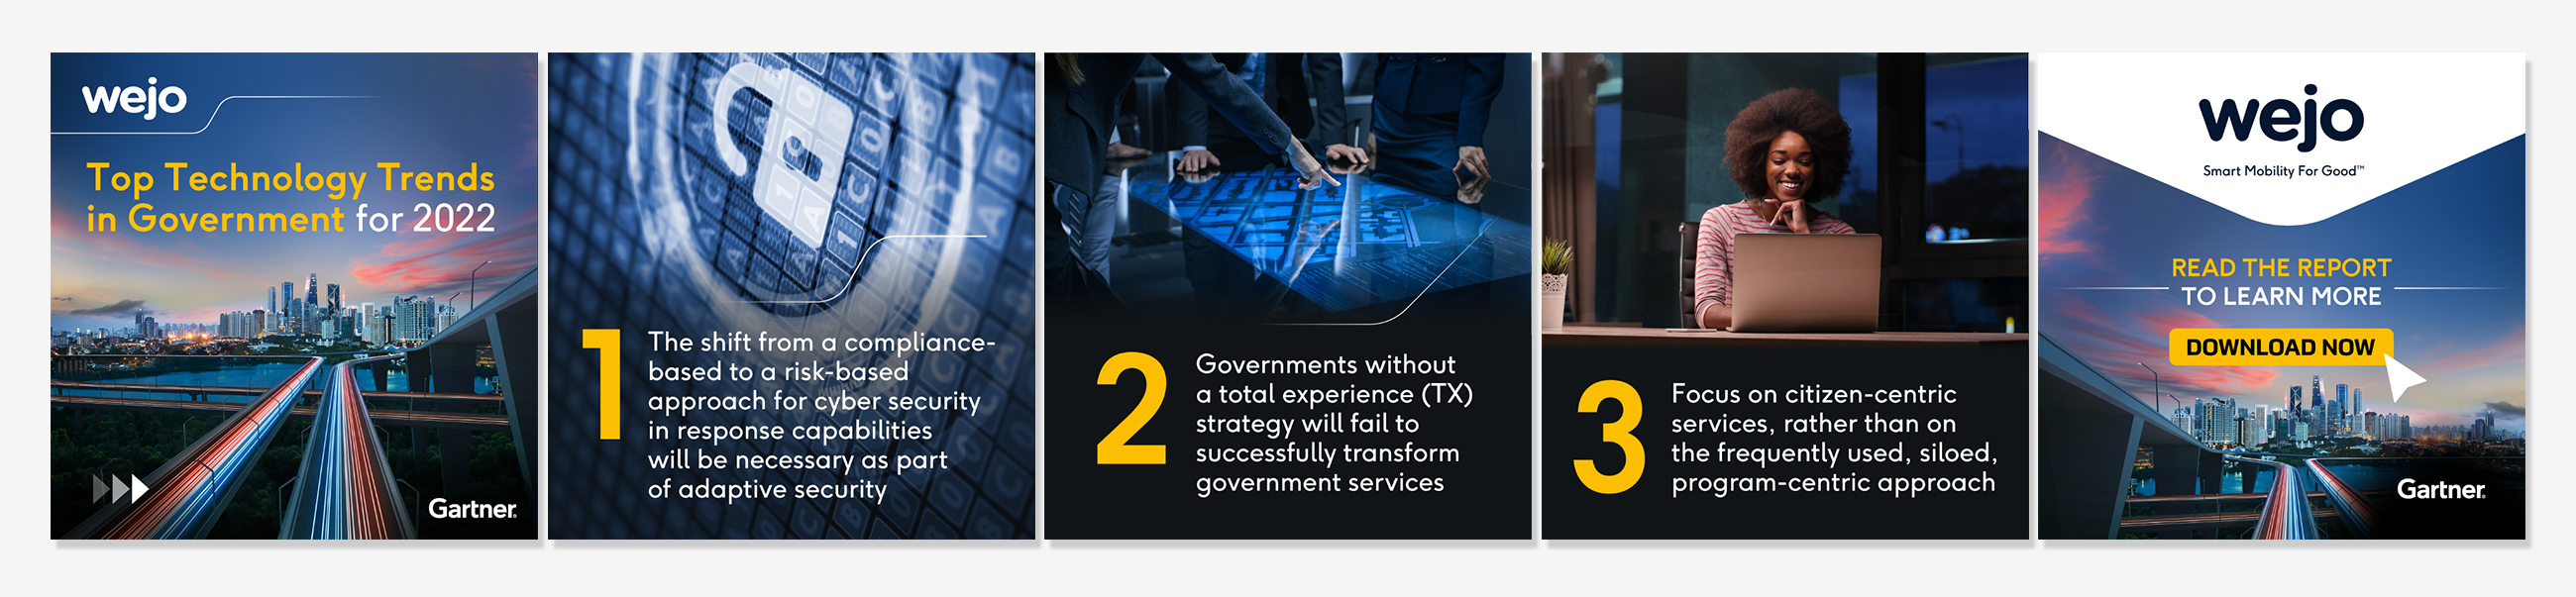 wejo
Top Technology Trends
in Government for 2022
Gartner®
1
The shift from a compliance-
based to a risk-based
approach for cyber security
in response capabilities
will be necessary as part
of adaptive security
2
Governments without
a total experience (TX)
strategy will fail to
successfully transform
government services
3
Focus on citizen-centric
services, rather than on
the frequently used, siloed,
program-centric approach
wejo
Smart Mobility For Good™
READ THE REPORT
TO LEARN MORE
DOWNLOAD NOW
Gartner®